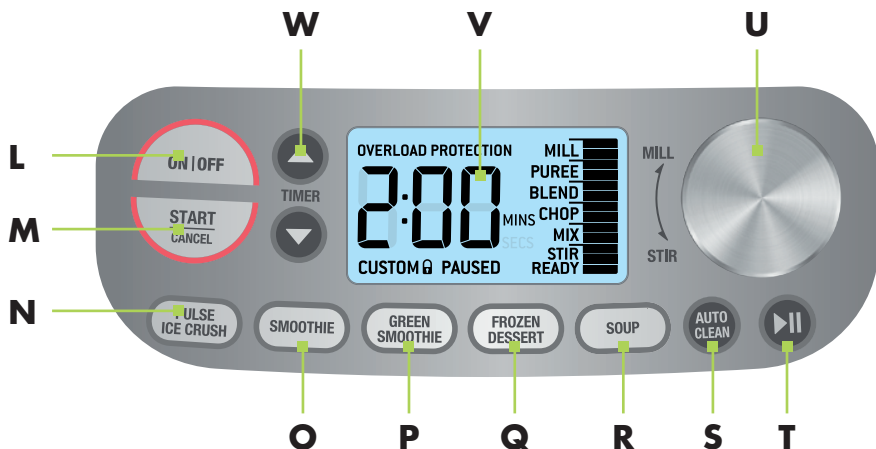 W
V
U
L
M
N
ON|OFF
START
CANCEL
TIMER
OVERLOAD PROTECTION
2:00
MINS
SECS
CUSTOM PAUSED
MILL
PUREE
BLEND
CHOP
MIX
STIR
READY
MILL
STIR
PULSE
ICE CRUSH
SMOOTHIE
GREEN
SMOOTHIE
FROZEN
DESSERT
SOUP
AUTO
CLEAN
O
P
Q
R
S
T